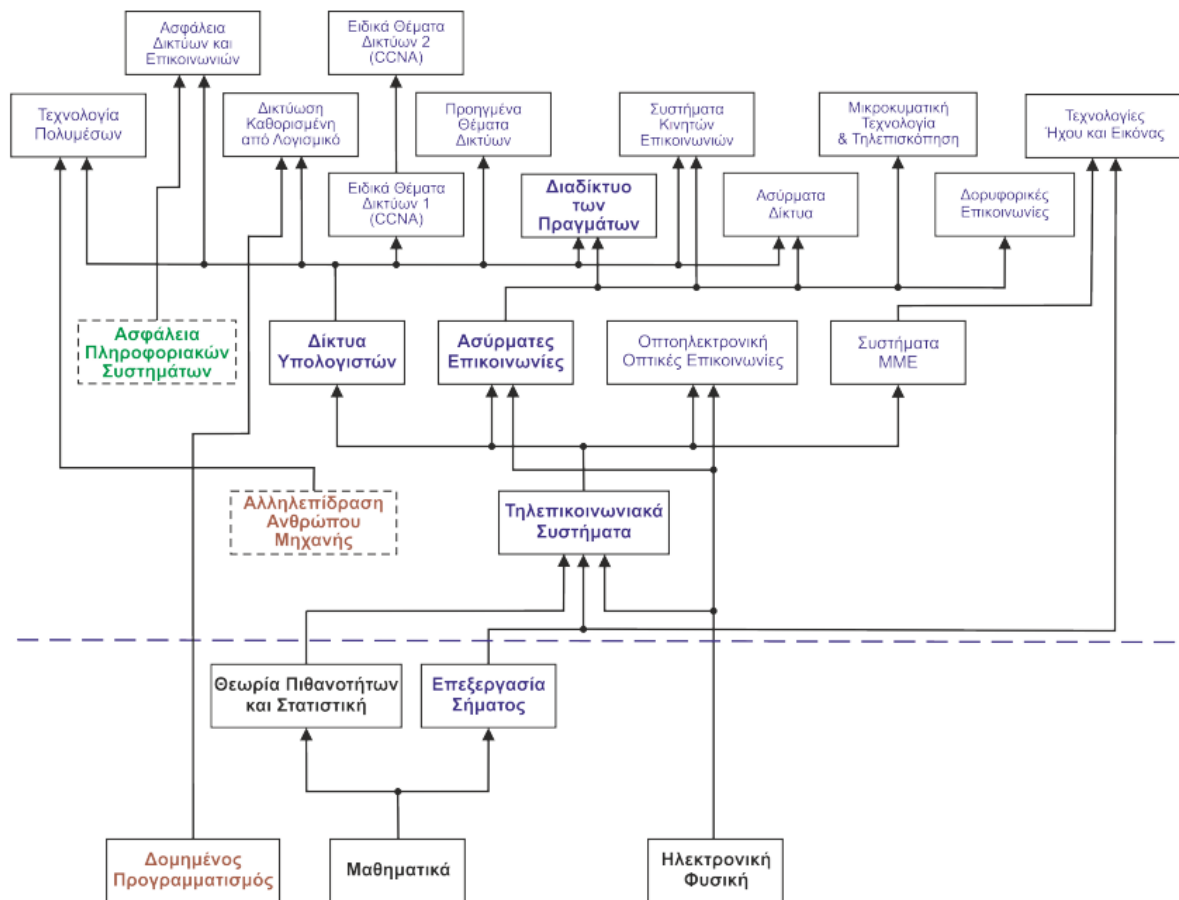 Ασφάλεια
Δικτύων και
Επικοινωνιών
Ειδικά Θέματα
Δικτύων 2
(CCNA)
Τεχνολογία
Πολυμέσων
Δικτύωση
Καθορισμένη
από Λογισμικό
Προηγμένα
Θέματα
Δικτύων
Συστήματα
Κινητών
Επικοινωνιών
Μικροκυματική
Τεχνολογία
& Τηλεπισκόπηση
Τεχνολογίες
Ήχου και Εικόνας
Ειδικά Θέματα
Δικτύων 1
(CCNA)
Διαδίκτυο
των
Πραγμάτων
Ασύρματα
Δίκτυα
Δορυφορικές
Επικοινωνίες
Ασφάλεια
Πληροφοριακών
Συστημάτων
Δίκτυα
Υπολογιστών
Ασύρματες
Επικοινωνίες
Οπτοηλεκτρονική
Οπτικές Επικοινωνίες
Συστήματα
ΜΜΕ
Αλληλεπίδραση
Ανθρώπου
Μηχανής
Τηλεπικοινωνιακά
Συστήματα
Θεωρία Πιθανοτήτων
και Στατιστική
Επεξεργασία
Σήματος
Δομημένος
Προγραμματισμός
Μαθηματικά
Ηλεκτρονική
Φυσική